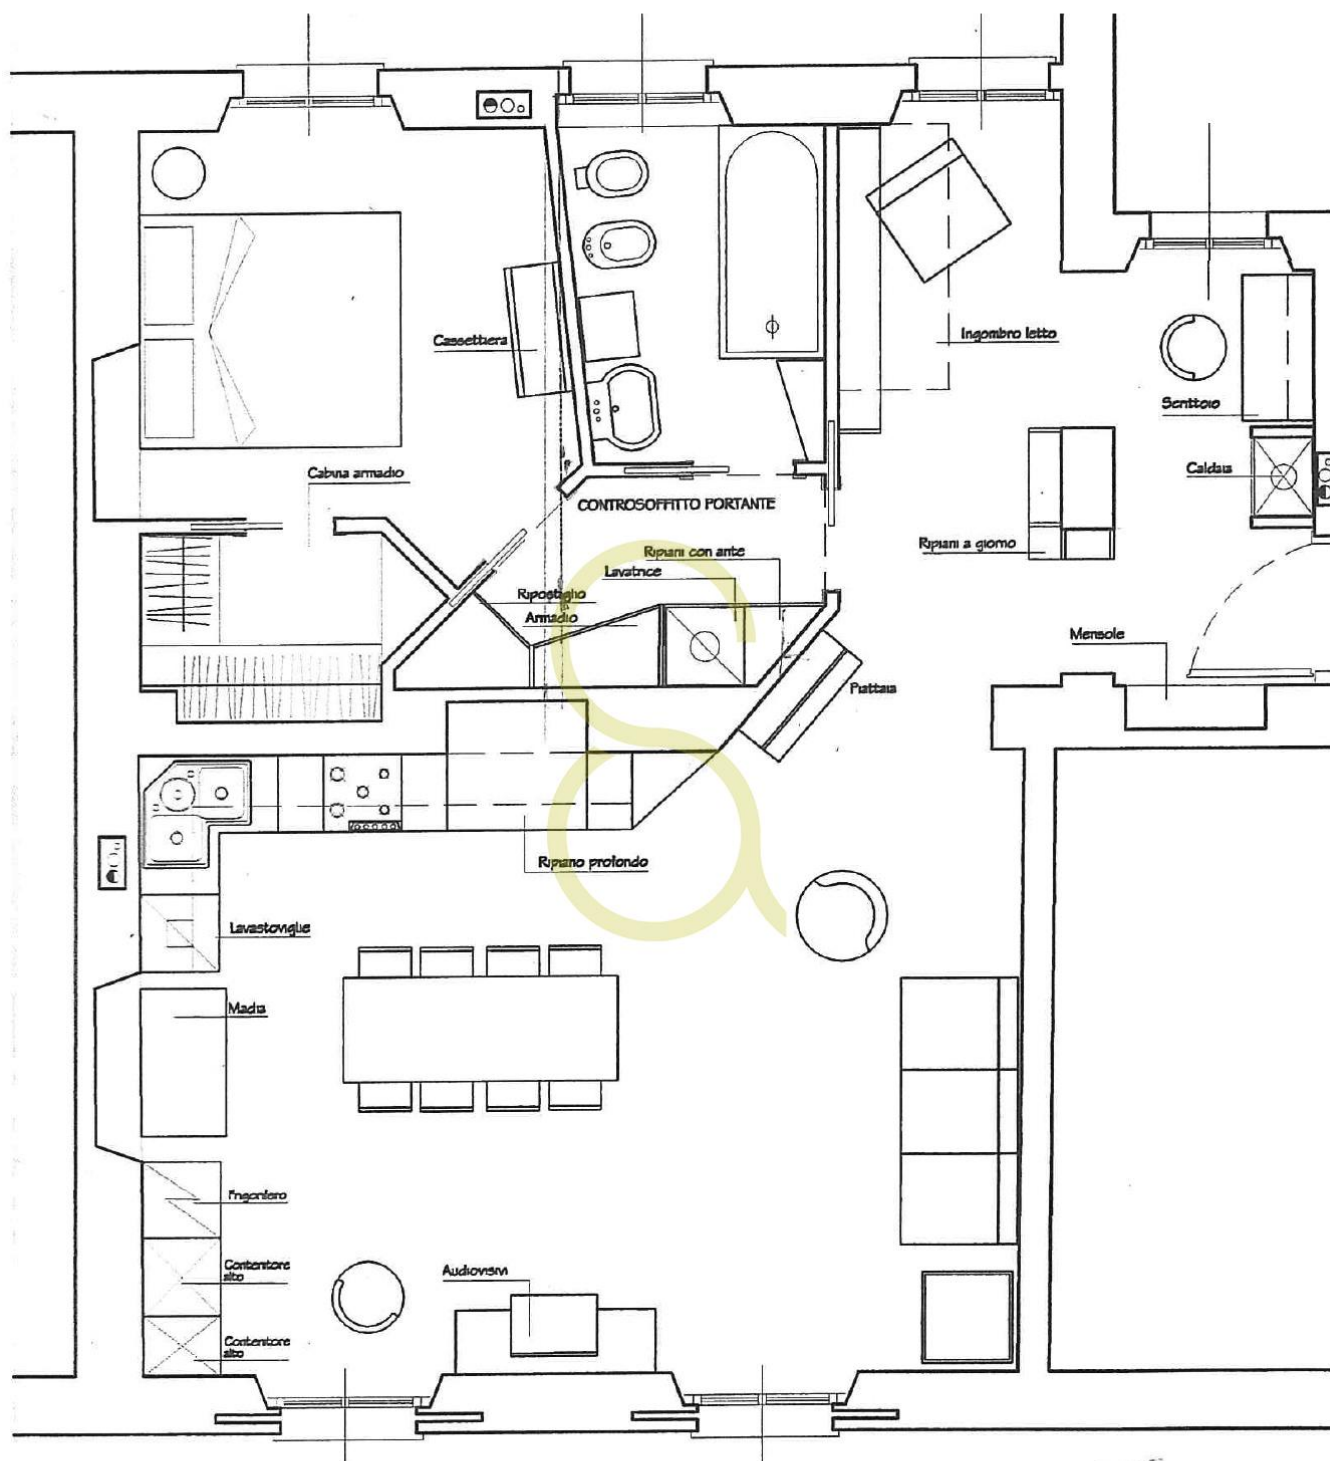 Cassettiera
Ingombro letto
Scrittoio
Cabina armadio
Caldaia
CONTROSOFFITTO PORTANTE
Ripiani a giorno
Ripiani con ante
Lavatrice
Ripostiglio
Armadio
Mensole
Piattaia
Ripiano profondo
Lavastoviglie
Madia
Frigorifero
Contenitore
alto
Audiovisivi
Contenitore
alto